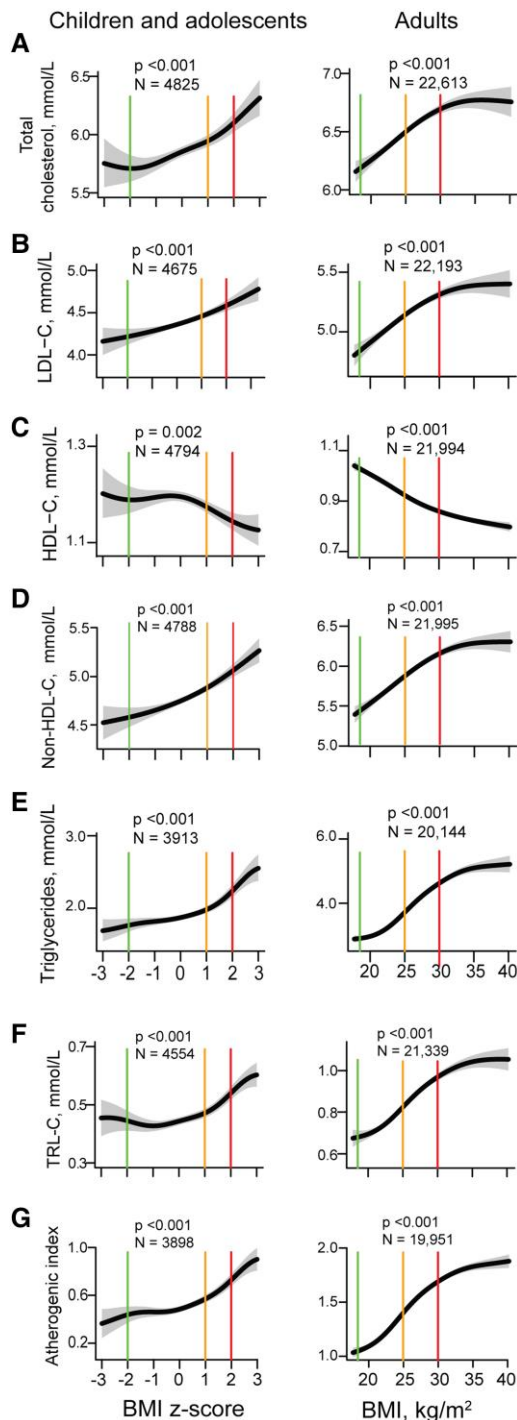 Children and adolescents
Adults
A
Total
cholesterol, mmol/L
6.5
6.0
5.5
p <0.001
N = 4825
7.0
6.5
6.0
p <0.001
N = 22,613
B
LDL−C, mmol/L
5.0
4.5
4.0
p <0.001
N = 4675
5.5
5.0
p <0.001
N = 22,193
C
HDL−C, mmol/L
1.3
1.1
p = 0.002
N = 4794
1.1
0.9
0.7
p <0.001
N = 21,994
D
Non-HDL-C, mmol/L
5.5
5.0
4.5
p <0.001
N = 4788
6.5
6.0
5.5
5.0
p <0.001
N = 21,995
E
Triglycerides, mmol/L
3.0
2.0
p <0.001
N = 3913
-3 -2 -1 0 1 2 3
6.0
4.0
p <0.001
N = 20,144
20 25 30 35 40
F
TRL-C, mmol/L
0.7
0.5
0.3
p <0.001
N = 4554
1.0
0.8
0.6
p <0.001
N = 21,339
G
Atherogenic index
1.0
0.6
0.2
p <0.001
N = 3898
-3 -2 -1 0 1 2 3
BMI z-score
2.0
1.5
1.0
p <0.001
N = 19,951
20 25 30 35 40
BMI, kg/m²